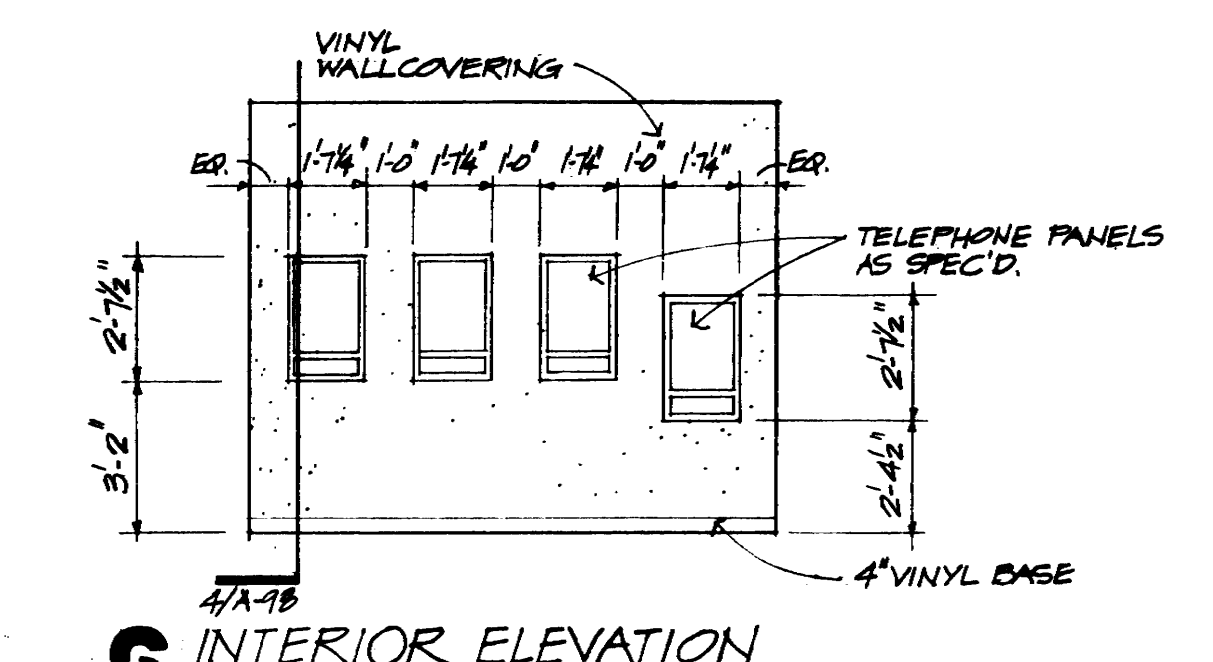 VINYL
WALLCOVERING
EQ. 1'-7¼" 1'-0" 1'-7¼" 1'-0" 1'-7¼" 1'-0" 1'-7¼" EQ.
TELEPHONE PANELS
AS SPEC'D.
2'-7½"
2'-7½"
3'-2"
2'-4½"
4" VINYL BASE
4/A-98
INTERIOR ELEVATION